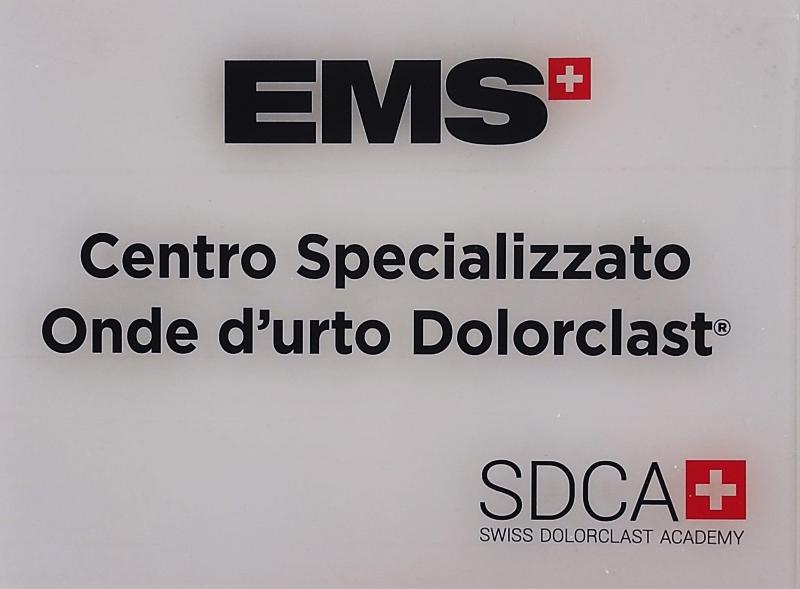 EMS
Centro Specializzato
Onde d'urto Dolorclast®
SDCA
SWISS DOLORCLAST ACADEMY